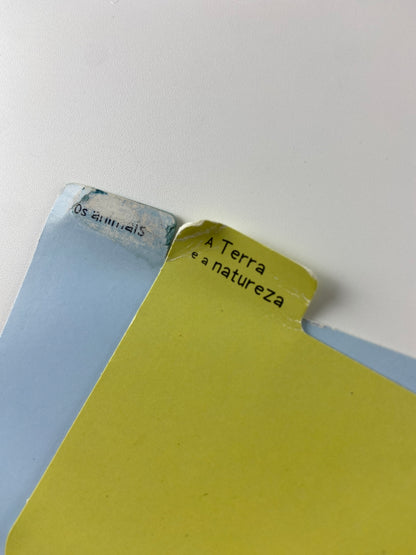 Os animais
A Terra
e a natureza